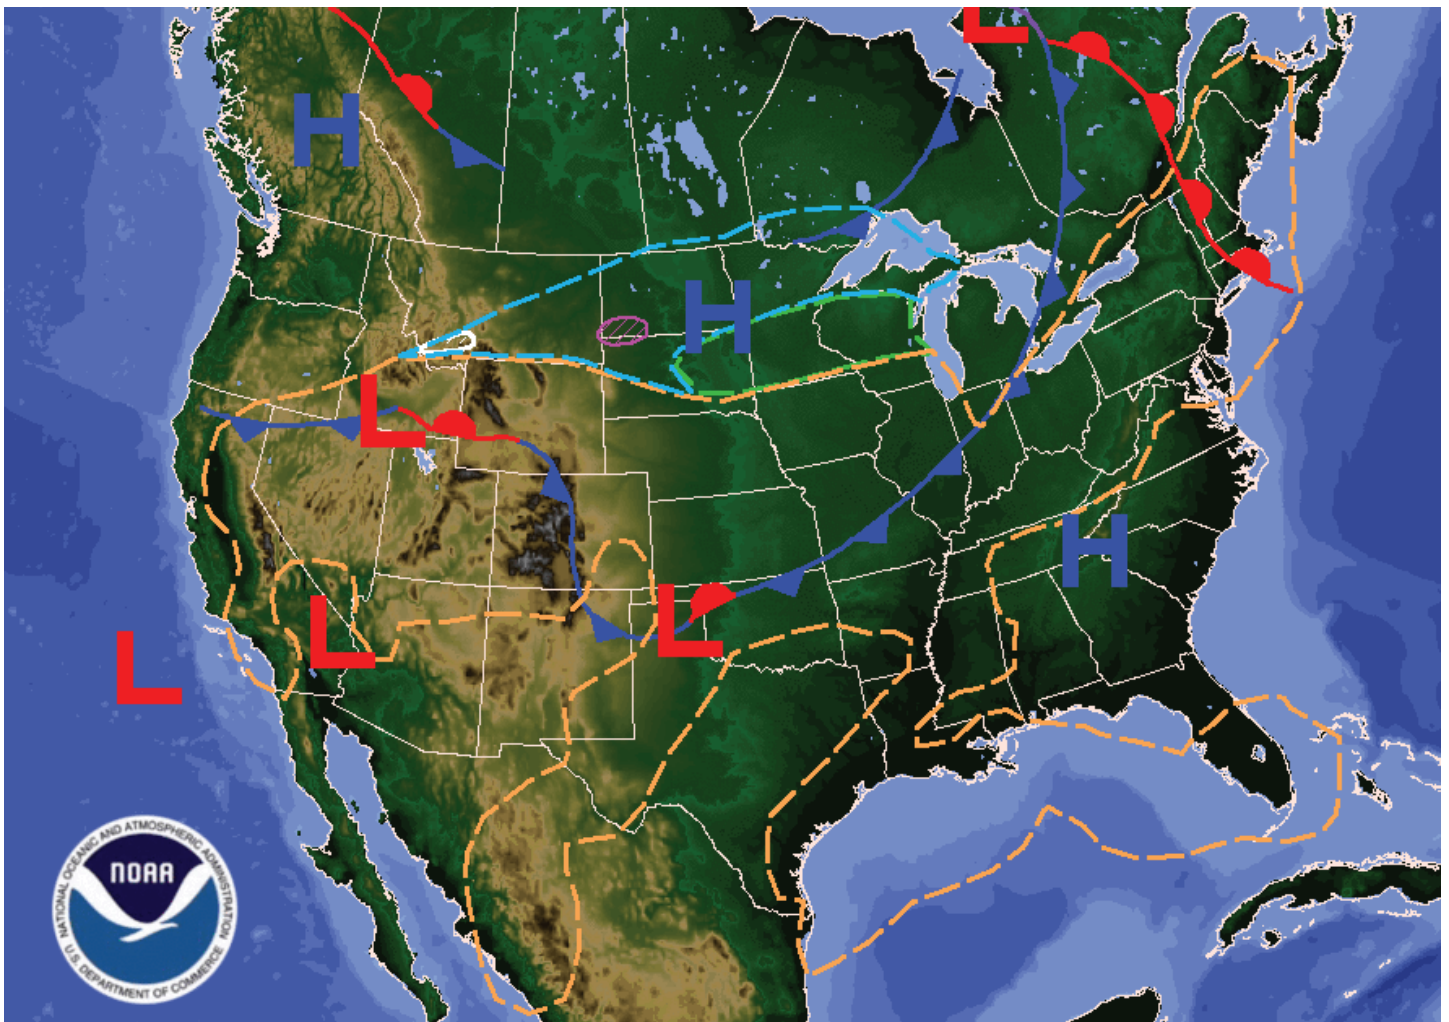 L
H
H
L
H
L
L
L
NOAA
NATIONAL OCEANIC AND ATMOSPHERIC ADMINISTRATION
U.S. DEPARTMENT OF COMMERCE